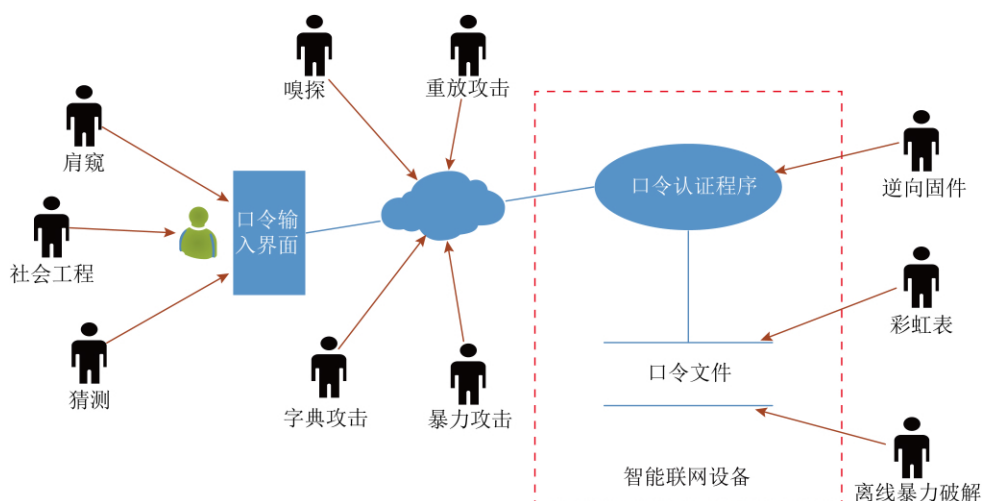 嗅探
重放攻击
肩窥
社会工程
猜测
口令输
入界面
字典攻击
暴力攻击
口令认证程序
逆向固件
彩虹表
口令文件
智能联网设备
离线暴力破解